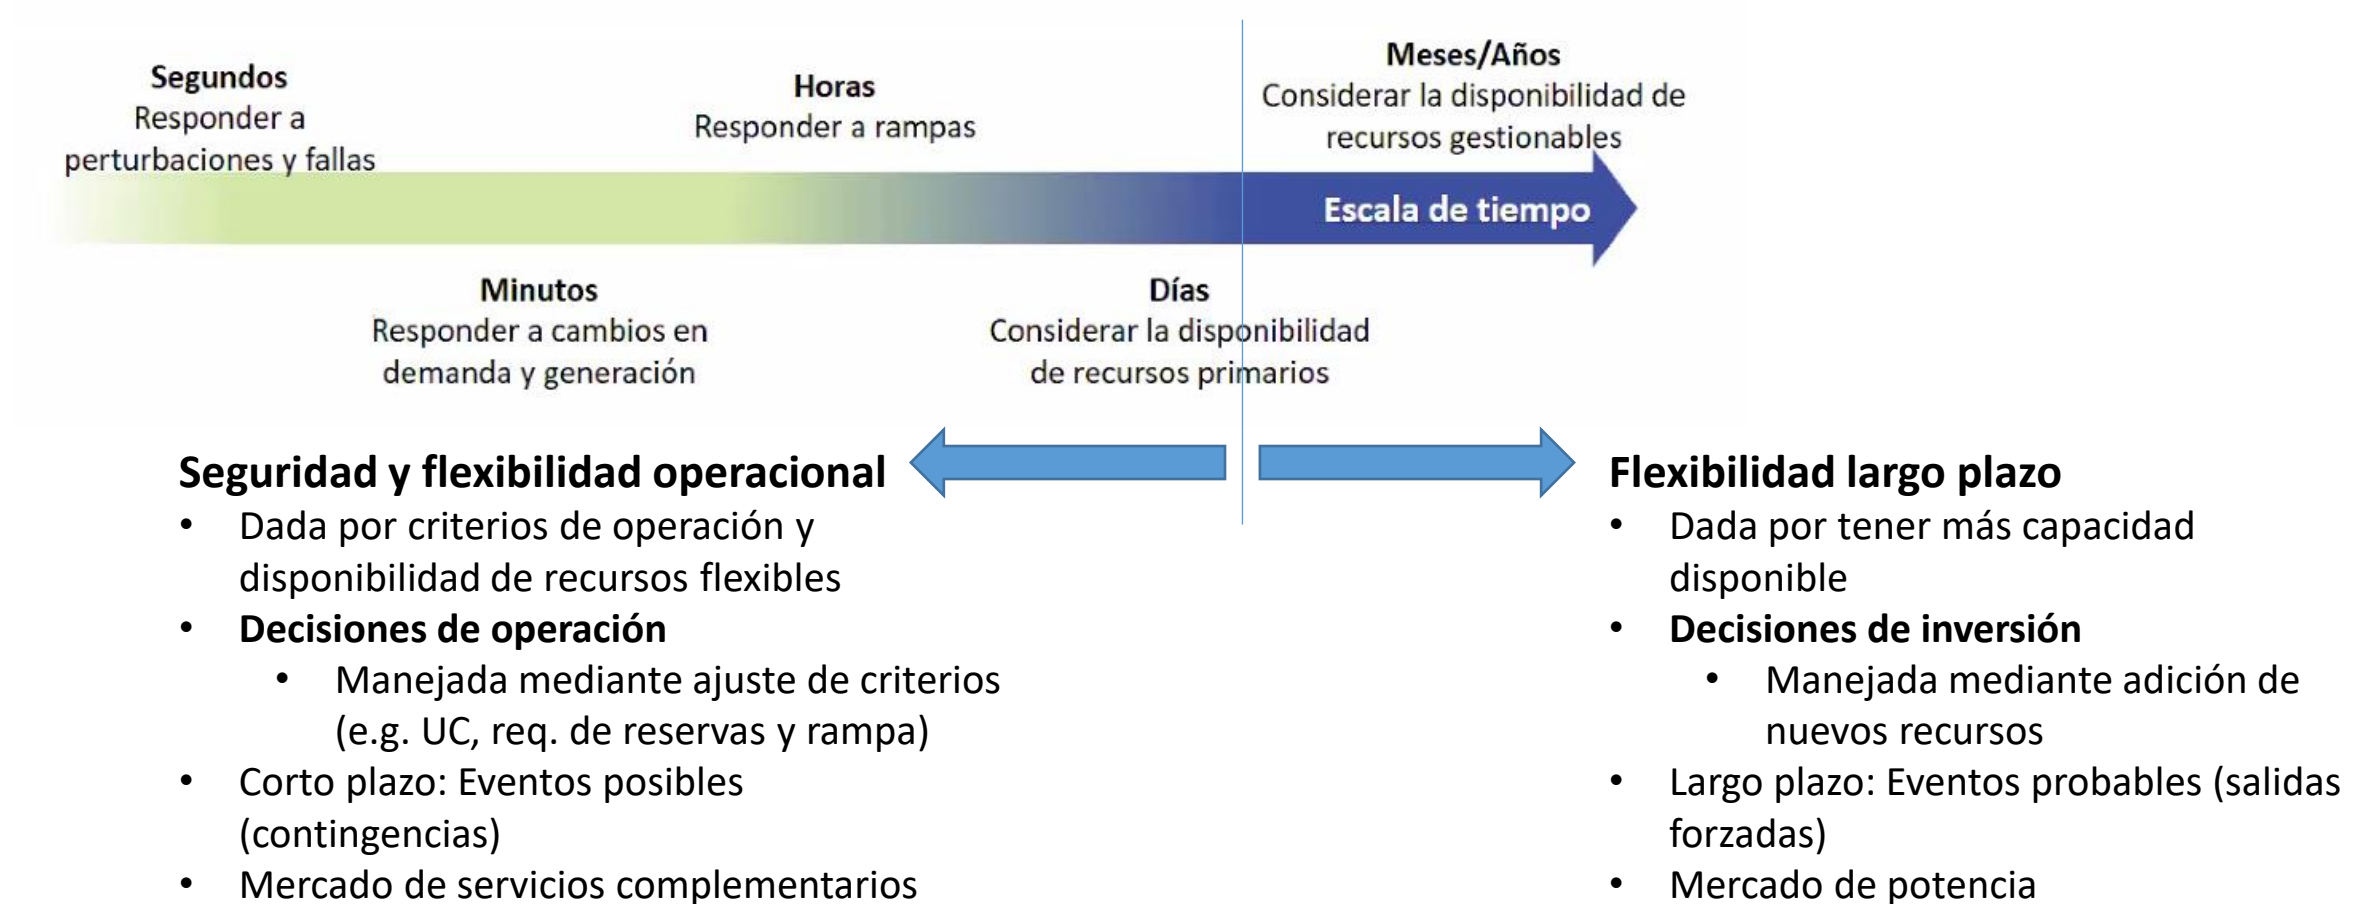 Segundos
Responder a
perturbaciones y fallas
Horas
Responder a rampas
Meses/Años
Considerar la disponibilidad de
recursos gestionables
Escala de tiempo
Minutos
Responder a cambios en
demanda y generación
Días
Considerar la disponibilidad
de recursos primarios
Seguridad y flexibilidad operacional
• Dada por criterios de operación y
disponibilidad de recursos flexibles
• Decisiones de operación
• Manejada mediante ajuste de criterios
(e.g. UC, req. de reservas y rampa)
• Corto plazo: Eventos posibles
(contingencias)
• Mercado de servicios complementarios
Flexibilidad largo plazo
• Dada por tener más capacidad
disponible
• Decisiones de inversión
• Manejada mediante adición de
nuevos recursos
• Largo plazo: Eventos probables (salidas
forzadas)
• Mercado de potencia